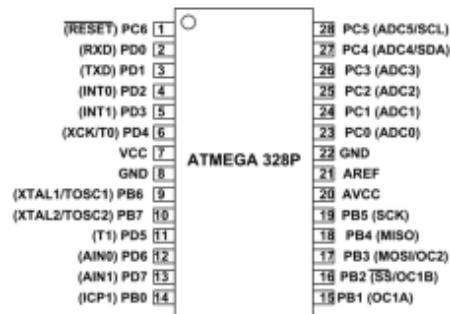 (RESET) PC6 1
(RXD) PD0 2
(TXD) PD1 3
(INT0) PD2 4
(INT1) PD3 5
(XCK/T0) PD4 6
VCC 7
GND 8
(XTAL1/TOSC1) PB6 9
(XTAL2/TOSC2) PB7 10
(T1) PD5 11
(AIN0) PD6 12
(AIN1) PD7 13
(ICP1) PB0 14
ATMEGA 328P
28 PC5 (ADC5/SCL)
27 PC4 (ADC4/SDA)
26 PC3 (ADC3)
25 PC2 (ADC2)
24 PC1 (ADC1)
23 PC0 (ADC0)
22 GND
21 AREF
20 AVCC
19 PB5 (SCK)
18 PB4 (MISO)
17 PB3 (MOSI/OC2)
16 PB2 (SS/OC1B)
15 PB1 (OC1A)